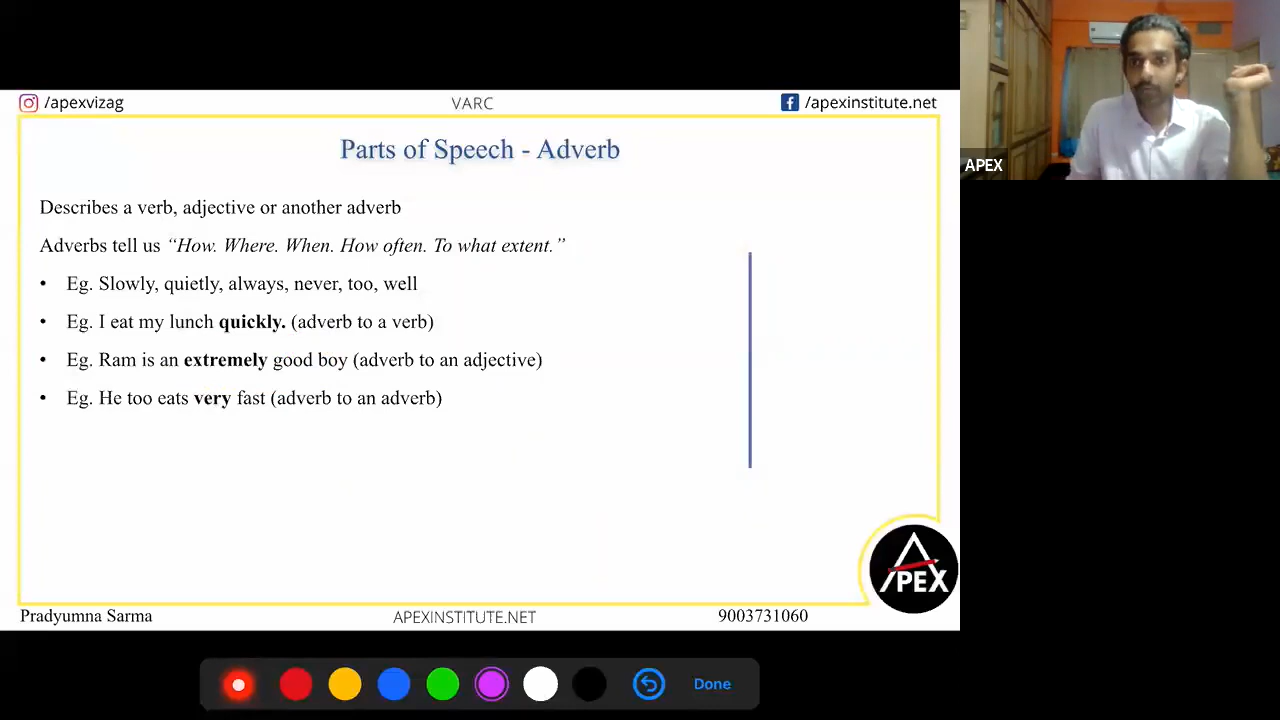 /apexvizag
VARC
/apexinstitute.net
Parts of Speech - Adverb
APEX
Describes a verb, adjective or another adverb
Adverbs tell us “How. Where. When. How often. To what extent.”
• Eg. Slowly, quietly, always, never, too, well
• Eg. I eat my lunch quickly. (adverb to a verb)
• Eg. Ram is an extremely good boy (adverb to an adjective)
• Eg. He too eats very fast (adverb to an adverb)
APEX
Pradyumna Sarma
APEXINSTITUTE.NET
9003731060
Done